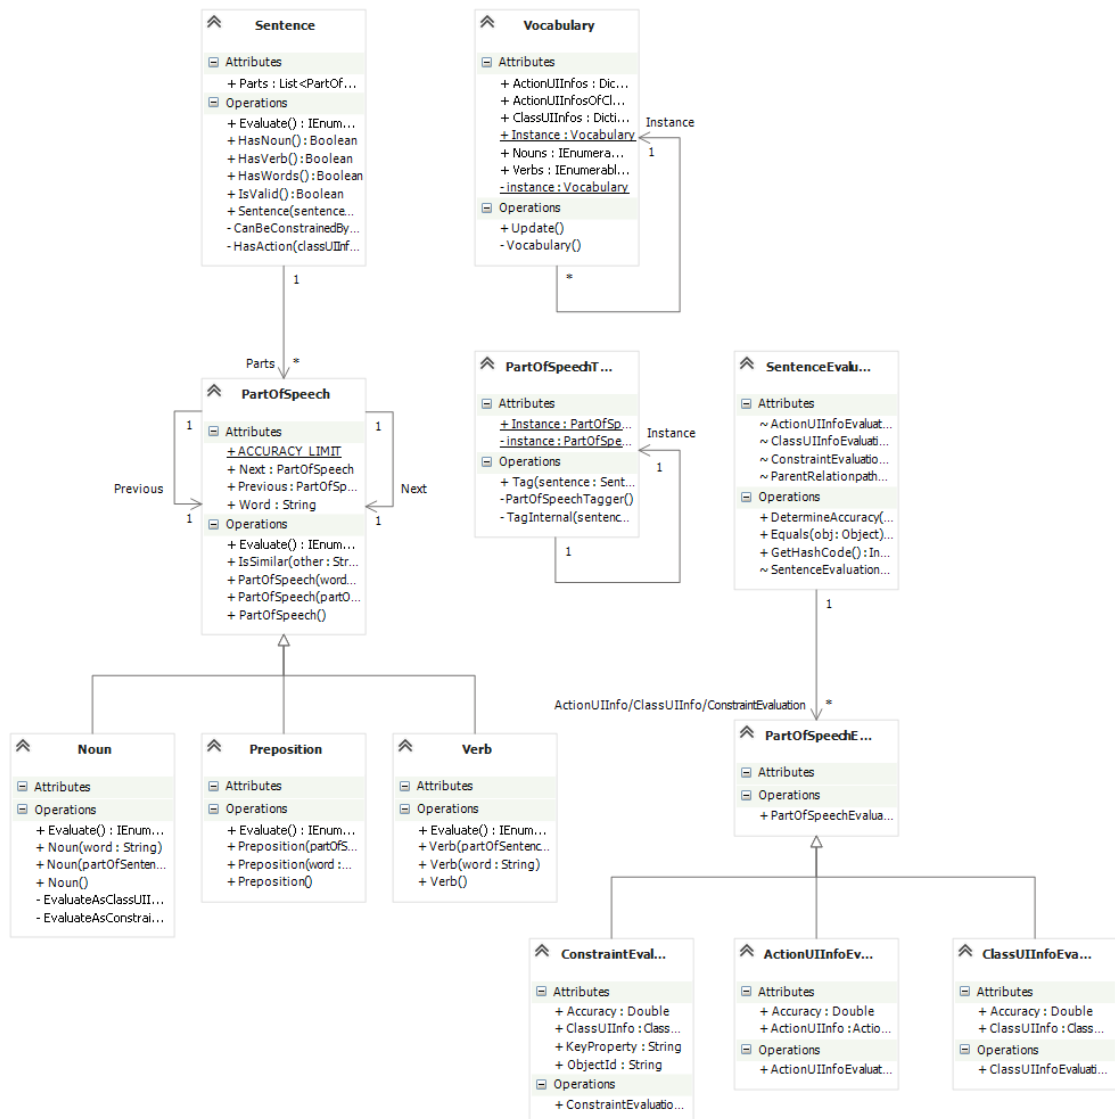 Sentence
Attributes
+ Parts : List<PartOf...
Operations
+ Evaluate() : IEnum...
+ HasNoun() : Boolean
+ HasVerb() : Boolean
+ HasWords() : Boolean
+ IsValid() : Boolean
+ Sentence(sentence...
- CanBeConstrainedBy...
- HasAction(classUIInf...
Vocabulary
Attributes
+ ActionUIInfos : Dic...
+ ActionUIInfosOfCl...
+ ClassUIInfos : Dicti...
+ Instance : Vocabulary
+ Nouns : IEnumera...
+ Verbs : IEnumerabl...
- instance : Vocabulary
Operations
+ Update()
- Vocabulary()
Instance
1
*
1
Parts *
PartOfSpeech
Attributes
+ ACCURACY_LIMIT
+ Next : PartOfSpeech
+ Previous : PartOfSp...
+ Word : String
Operations
+ Evaluate() : IEnum...
+ IsSimilar(other : Str...
+ PartOfSpeech(word...
+ PartOfSpeech(partO...
+ PartOfSpeech()
1
Previous
1
1
Next
1
PartOfSpeechT...
Attributes
+ Instance : PartOfSp...
- instance : PartOfSpe...
Operations
+ Tag(sentence : Sent...
- PartOfSpeechTagger()
- TagInternal(sentenc...
Instance
1
1
SentenceEvalu...
Attributes
~ ActionUIInfoEvaluat...
~ ClassUIInfoEvaluati...
~ ConstraintEvaluatio...
~ ParentRelationpath...
Operations
+ DetermineAccuracy(...
+ Equals(obj : Object)...
+ GetHashCode() : In...
~ SentenceEvaluation...
1
ActionUIInfo/ClassUIInfo/ConstraintEvaluation *
Noun
Attributes
Operations
+ Evaluate() : IEnum...
+ Noun(word : String)
+ Noun(partOfSenten...
+ Noun()
- EvaluateAsClassUII...
- EvaluateAsConstrai...
Preposition
Attributes
Operations
+ Evaluate() : IEnum...
+ Preposition(partOfS...
+ Preposition(word :...
+ Preposition()
Verb
Attributes
Operations
+ Evaluate() : IEnum...
+ Verb(partOfSentenc...
+ Verb(word : String)
+ Verb()
PartOfSpeechE...
Attributes
Operations
+ PartOfSpeechEvalua...
ConstraintEval...
Attributes
+ Accuracy : Double
+ ClassUIInfo : Class...
+ KeyProperty : String
+ ObjectId : String
Operations
+ ConstraintEvaluatio...
ActionUIInfoEv...
Attributes
+ Accuracy : Double
+ ActionUIInfo : Actio...
Operations
+ ActionUIInfoEvaluat...
ClassUIInfoEva...
Attributes
+ Accuracy : Double
+ ClassUIInfo : Class...
Operations
+ ClassUIInfoEvaluati...